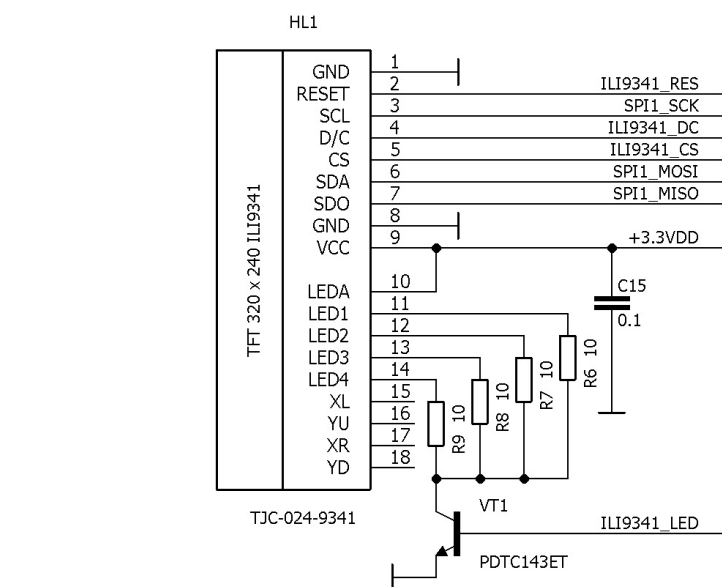 HL1
GND 1
RESET 2 ILI9341_RES
SCL 3 SPI1_SCK
D/C 4 ILI9341_DC
CS 5 ILI9341_CS
SDA 6 SPI1_MOSI
SDO 7 SPI1_MISO
GND 8
VCC 9 +3.3VDD
LEDA 10
LED1 11
LED2 12
LED3 13
LED4 14
XL 15
YU 16
XR 17
YD 18
TFT 320 x 240 ILI9341
C15
0.1
R6 10
R7 10
R8 10
R9 10
TJC-024-9341
VT1
ILI9341_LED
PDTC143ET